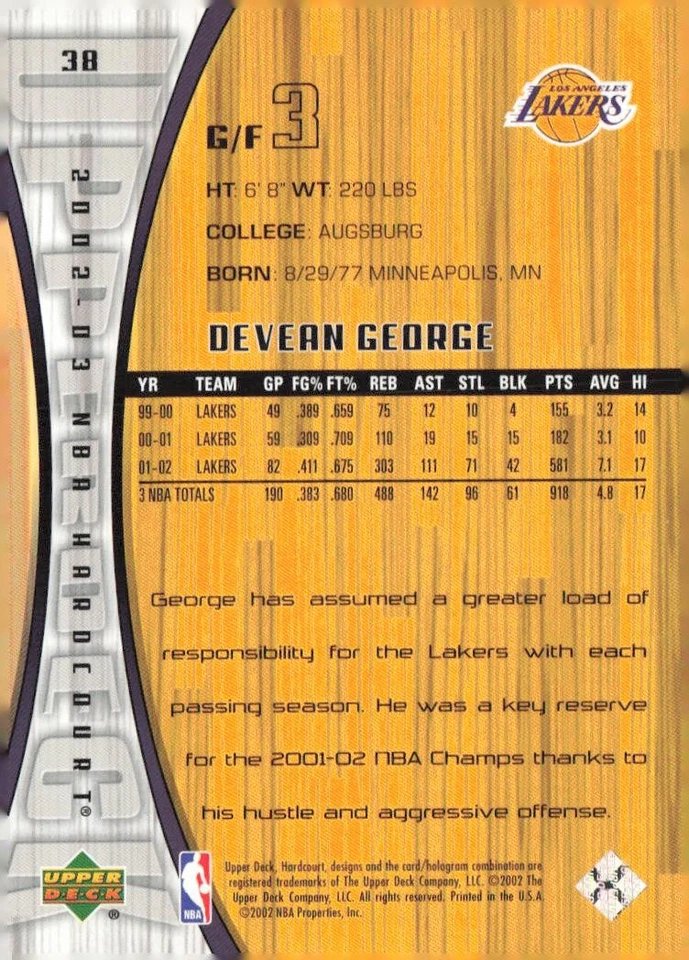 38
2002-03 NBA HARDCOURT®
UPPER DECK
LOS ANGELES
LAKERS
G/F 3
HT: 6' 8" WT: 220 LBS
COLLEGE: AUGSBURG
BORN: 8/29/77 MINNEAPOLIS, MN
DEVEAN GEORGE
YR TEAM GP FG% FT% REB AST STL BLK PTS AVG HI
99-00 LAKERS 49 .389 .659 75 12 10 4 155 3.2 14
00-01 LAKERS 59 .309 .709 110 19 15 15 182 3.1 10
01-02 LAKERS 82 .411 .675 303 111 71 42 581 7.1 17
3 NBA TOTALS 190 .383 .680 488 142 96 61 918 4.8 17
George has assumed a greater load of
responsibility for the Lakers with each
passing season. He was a key reserve
for the 2001-02 NBA Champs thanks to
his hustle and aggressive offense.
UPPER
DECK
®
NBA
Upper Deck, Hardcourt, designs and the card/hologram combination are
registered trademarks of The Upper Deck Company, LLC. ©2002 The
Upper Deck Company, LLC. All rights reserved. Printed in the U.S.A.
©2002 NBA Properties, Inc.